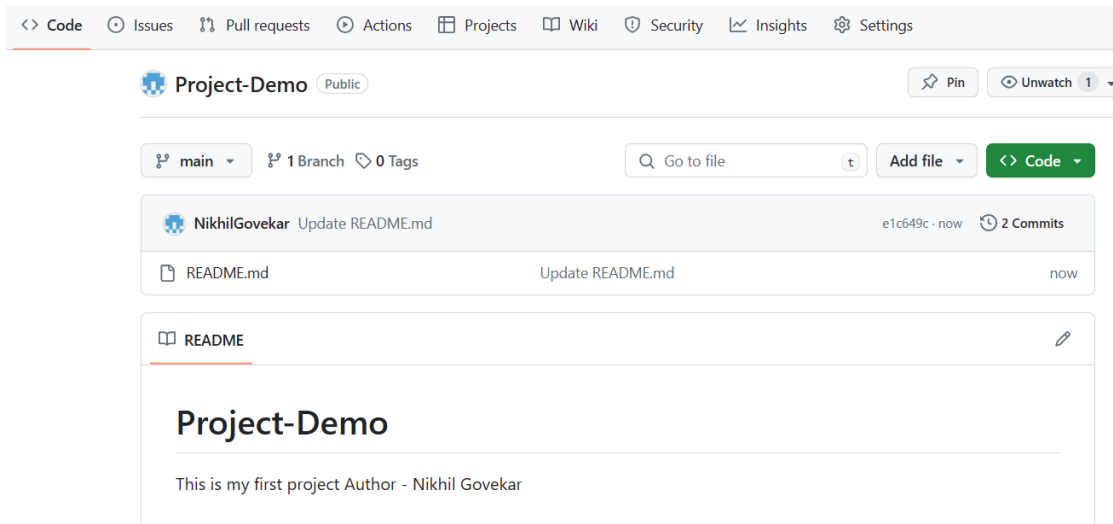 Code Issues Pull requests Actions Projects Wiki Security Insights Settings
Project-Demo Public Pin Unwatch 1
main 1 Branch 0 Tags Go to file t Add file Code
NikhilGovekar Update README.md e1c649c · now 2 Commits
README.md Update README.md now
README
Project-Demo
This is my first project Author - Nikhil Govekar